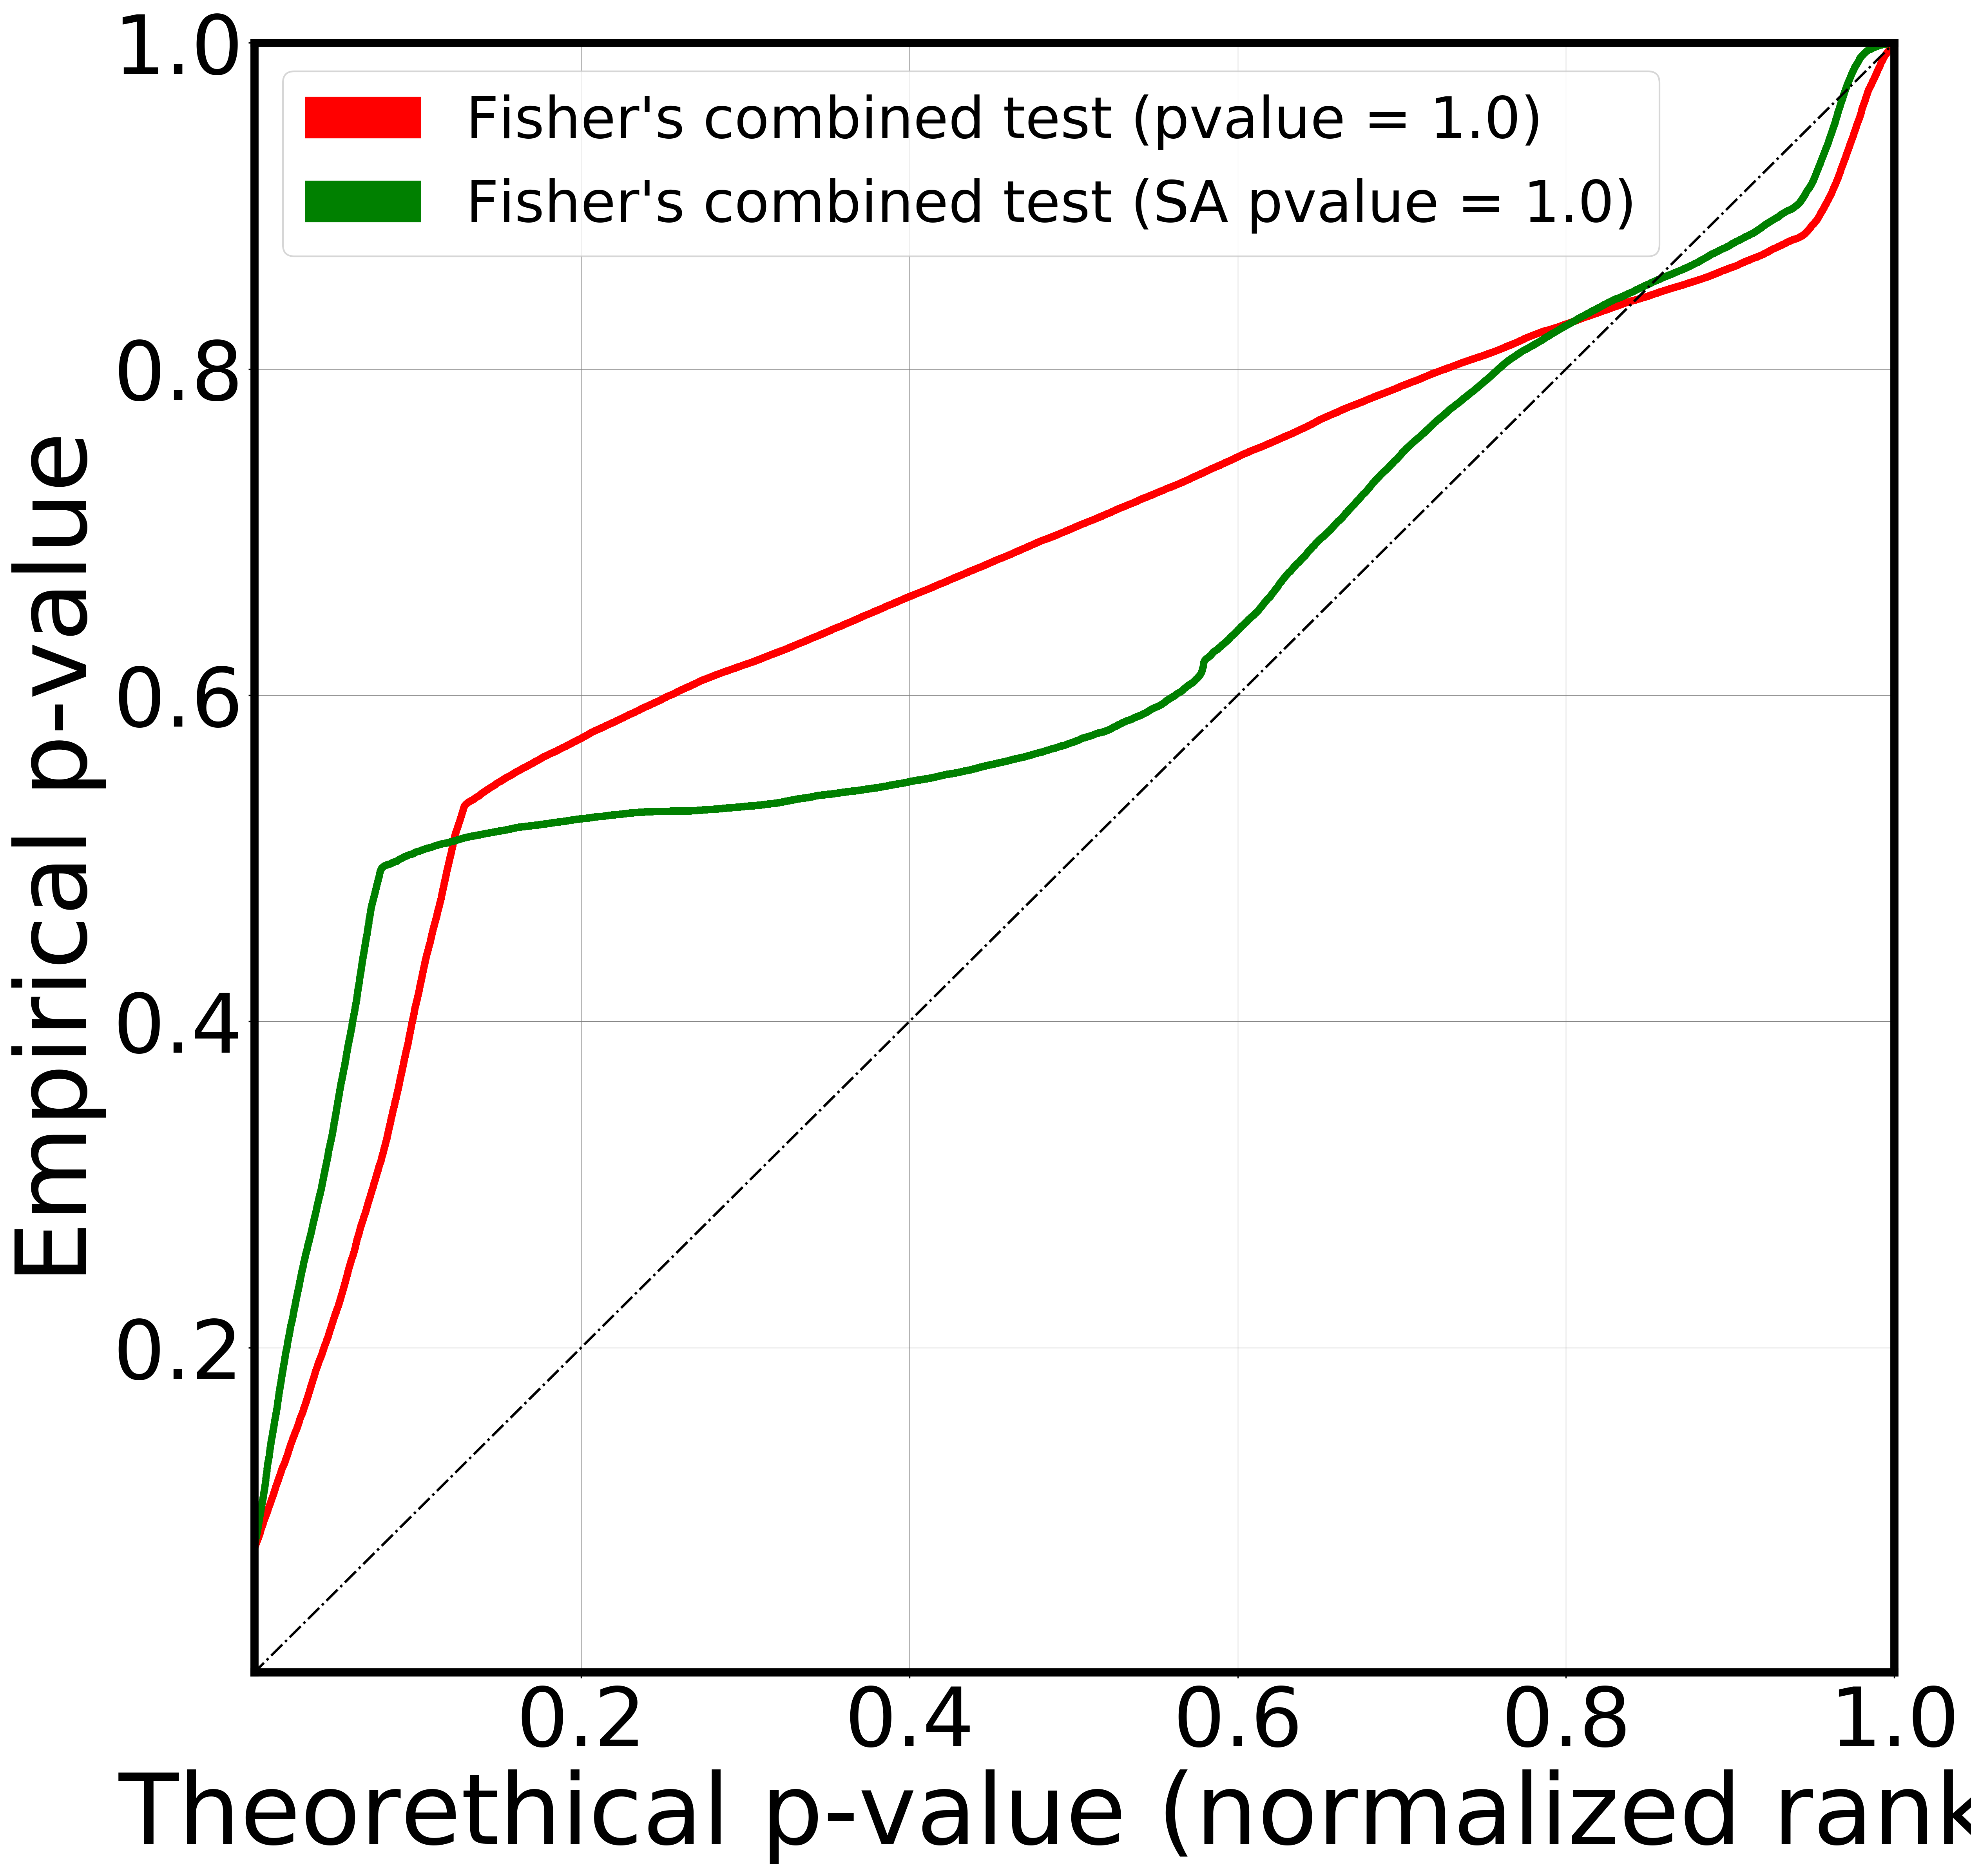 1.0
Fisher's combined test (pvalue = 1.0)
Fisher's combined test (SA pvalue = 1.0)
0.8
0.6
0.4
0.2
Empirical p-value
0.2 0.4 0.6 0.8 1.0
Theorethical p-value (normalized rank